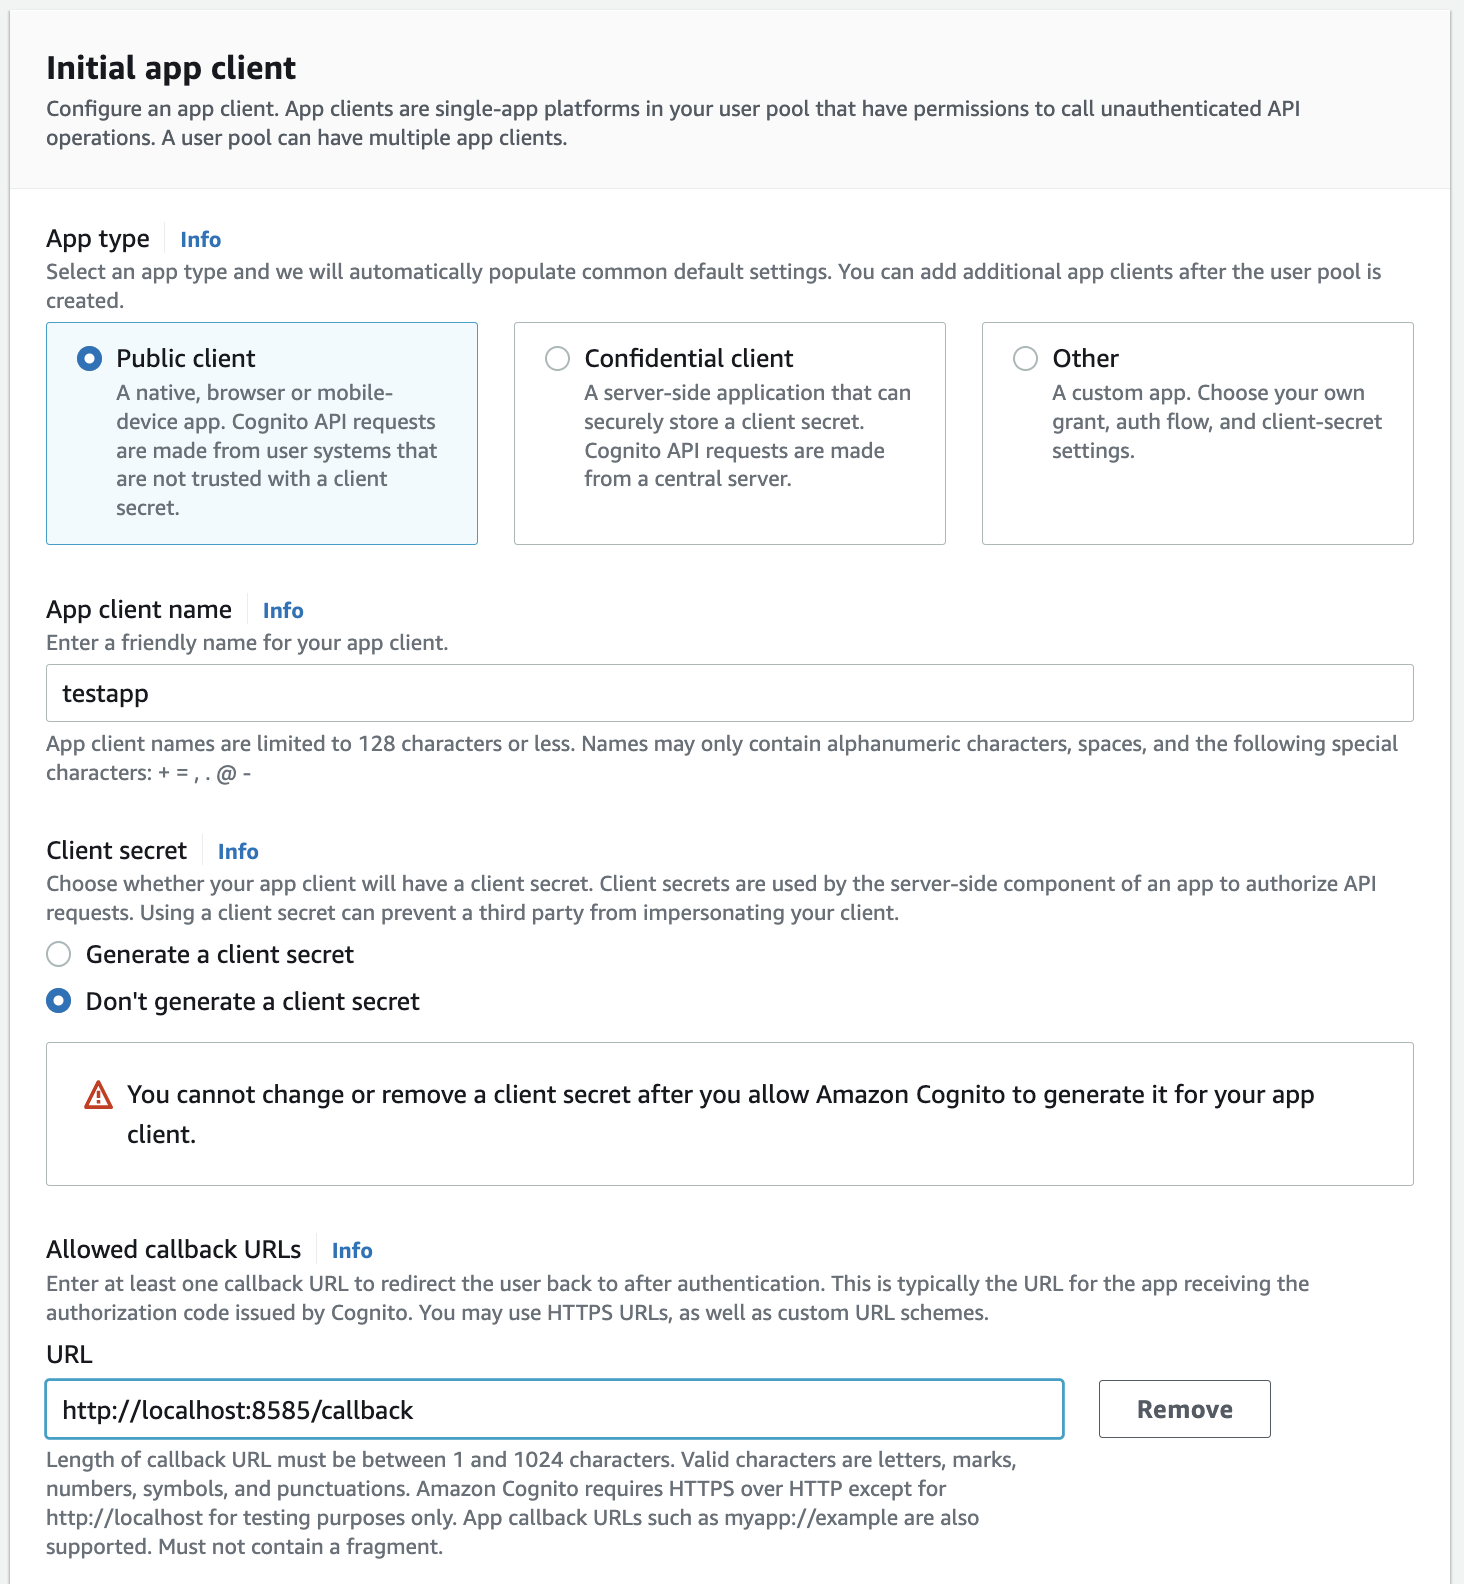 Initial app client
Configure an app client. App clients are single-app platforms in your user pool that have permissions to call unauthenticated API
operations. A user pool can have multiple app clients.
App type Info
Select an app type and we will automatically populate common default settings. You can add additional app clients after the user pool is
created.
Public client
A native, browser or mobile-
device app. Cognito API requests
are made from user systems that
are not trusted with a client
secret.
Confidential client
A server-side application that can
securely store a client secret.
Cognito API requests are made
from a central server.
Other
A custom app. Choose your own
grant, auth flow, and client-secret
settings.
App client name Info
Enter a friendly name for your app client.
testapp
App client names are limited to 128 characters or less. Names may only contain alphanumeric characters, spaces, and the following special
characters: + = , . @ -
Client secret Info
Choose whether your app client will have a client secret. Client secrets are used by the server-side component of an app to authorize API
requests. Using a client secret can prevent a third party from impersonating your client.
Generate a client secret
Don't generate a client secret
You cannot change or remove a client secret after you allow Amazon Cognito to generate it for your app
client.
Allowed callback URLs Info
Enter at least one callback URL to redirect the user back to after authentication. This is typically the URL for the app receiving the
authorization code issued by Cognito. You may use HTTPS URLs, as well as custom URL schemes.
URL
http://localhost:8585/callback Remove
Length of callback URL must be between 1 and 1024 characters. Valid characters are letters, marks,
numbers, symbols, and punctuations. Amazon Cognito requires HTTPS over HTTP except for
http://localhost for testing purposes only. App callback URLs such as myapp://example are also
supported. Must not contain a fragment.